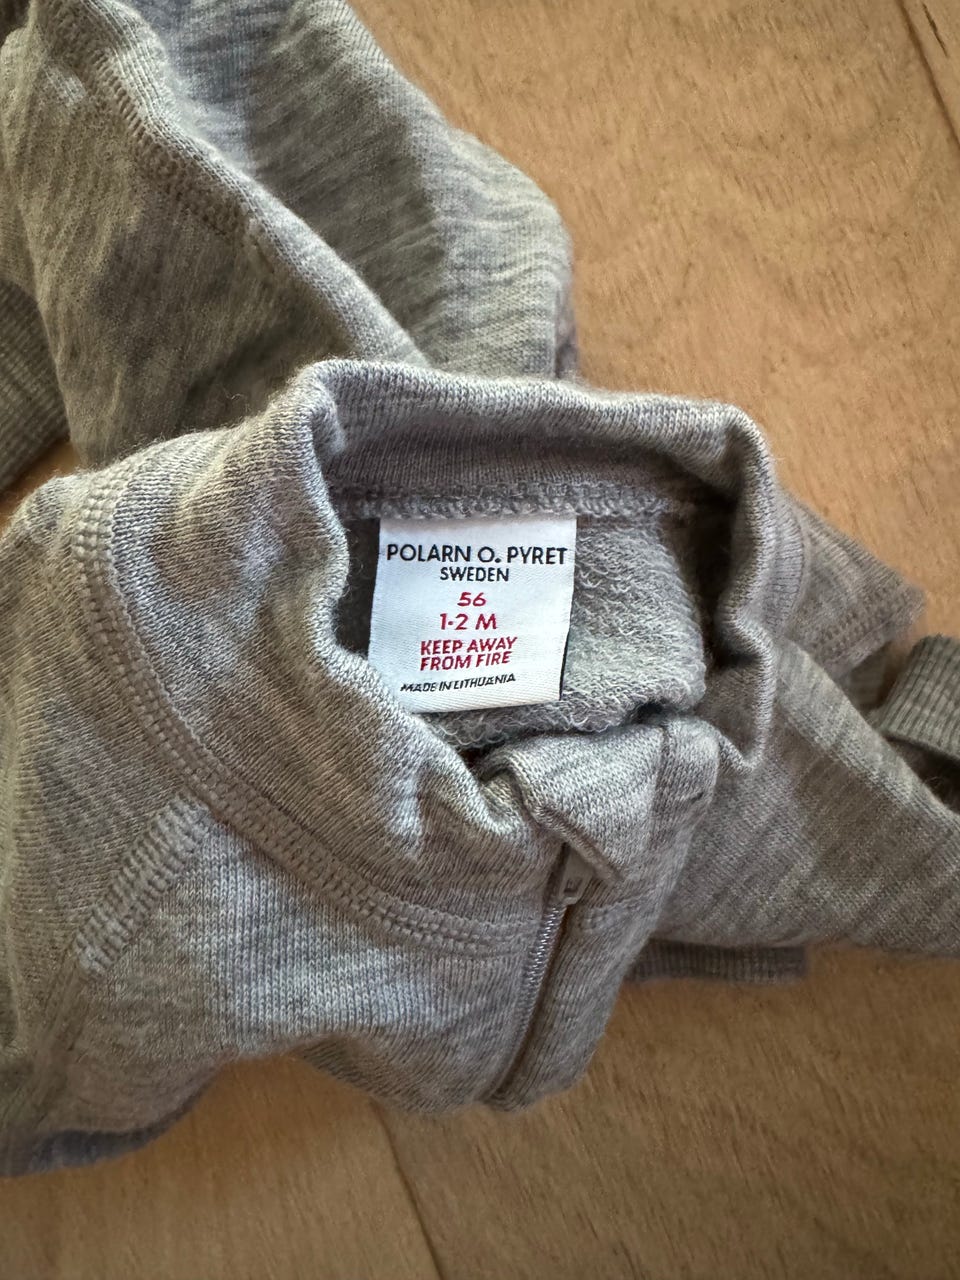 POLARN O. PYRET
SWEDEN
56
1-2 M
KEEP AWAY
FROM FIRE
MADE IN LITHUANIA